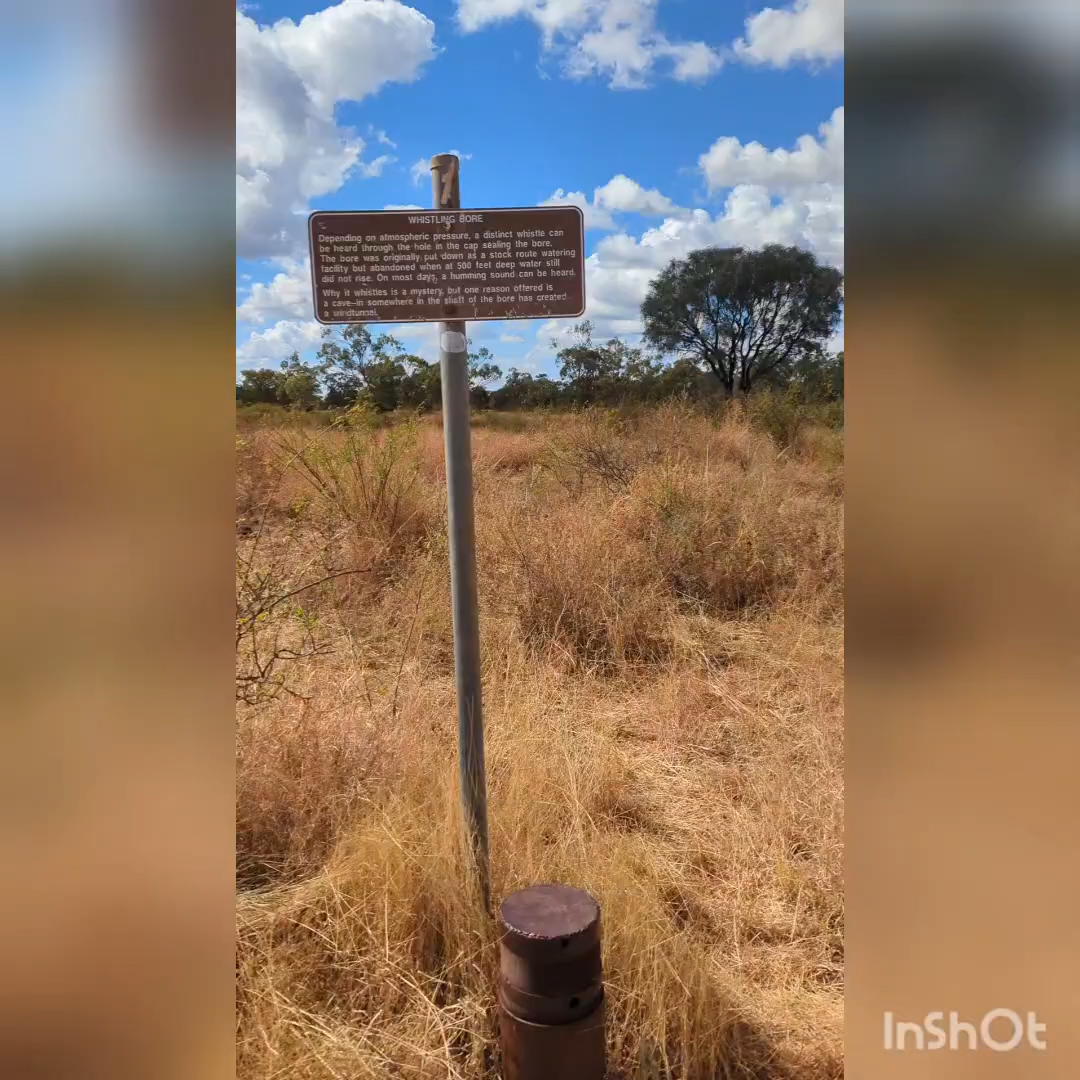 WHISTLING BORE
Depending on atmospheric pressure, a distinct whistle can
be heard through the hole in the cap sealing the bore.
The bore was originally put down as a stock route watering
facility but abandoned when at 500 feet deep water still
did not rise. On most days, a humming sound can be heard.
Why it whistles is a mystery, but one reason offered is
a cave-in somewhere in the shaft of the bore has created
a windtunnel.
InShOt